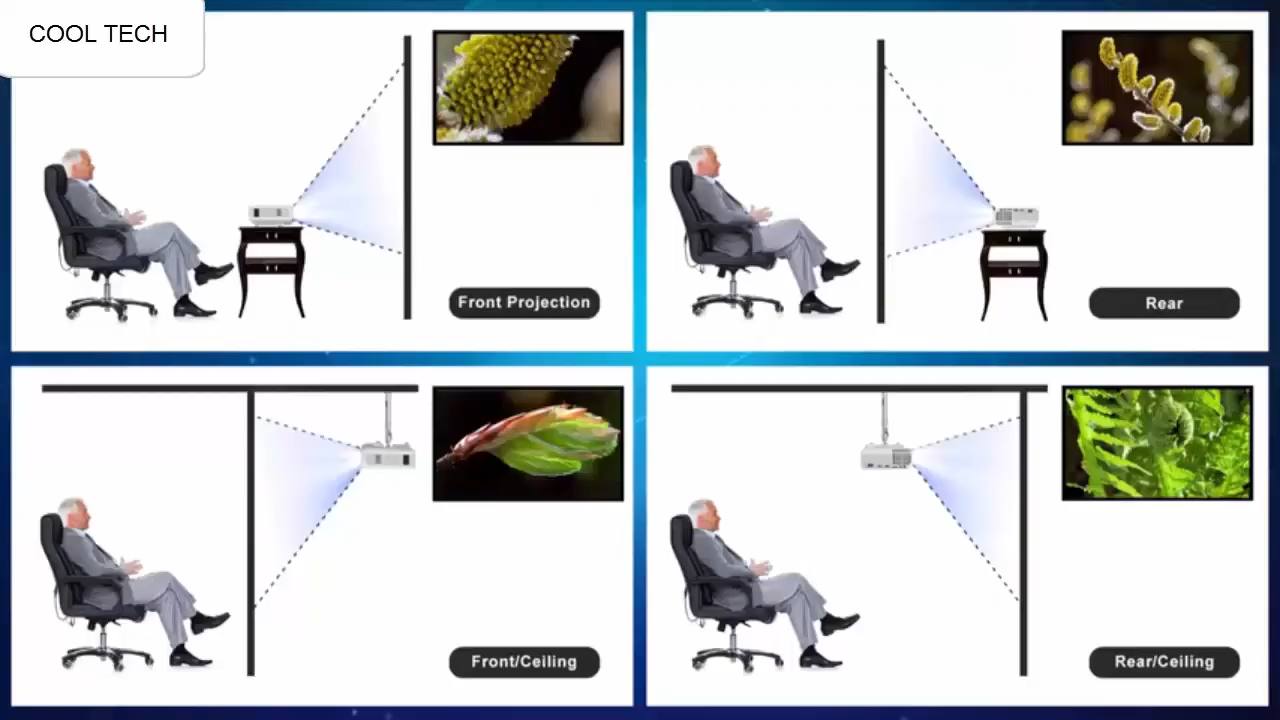 COOL TECH
Front Projection
Rear
Front/Ceiling
Rear/Ceiling